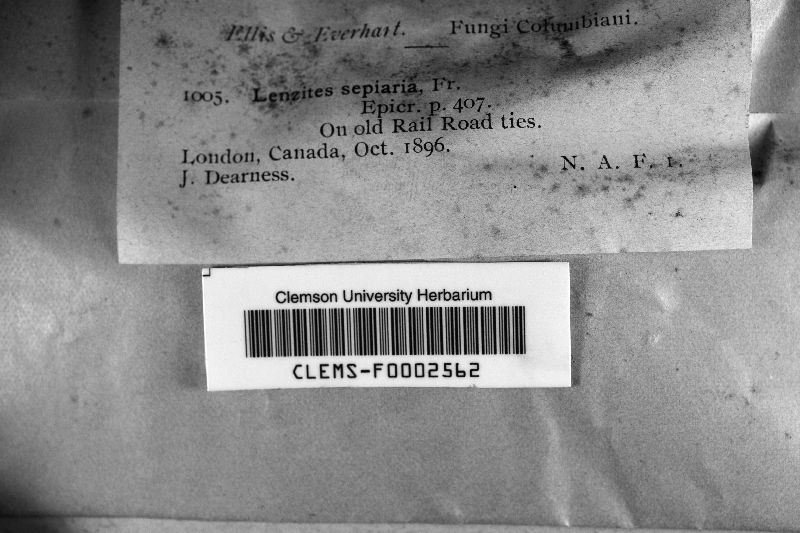 Ellis & Everhart. Fungi Columbiani.
1005. Lenzites sepiaria, Fr.
Epicr. p. 407.
On old Rail Road ties.
London, Canada, Oct. 1896.
J. Dearness.
N. A. F. 1.
Clemson University Herbarium
CLEMS-F0002562